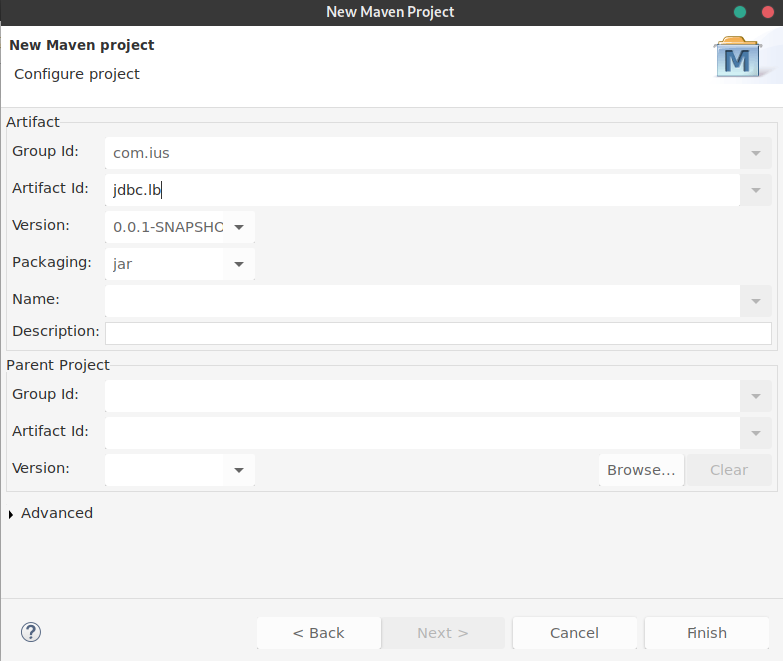 New Maven Project
New Maven project
Configure project
M
Artifact
Group Id: com.ius
Artifact Id: jdbc.lb
Version: 0.0.1-SNAPSHO
Packaging: jar
Name:
Description:
Parent Project
Group Id:
Artifact Id:
Version: Browse... Clear
Advanced
? < Back Next > Cancel Finish